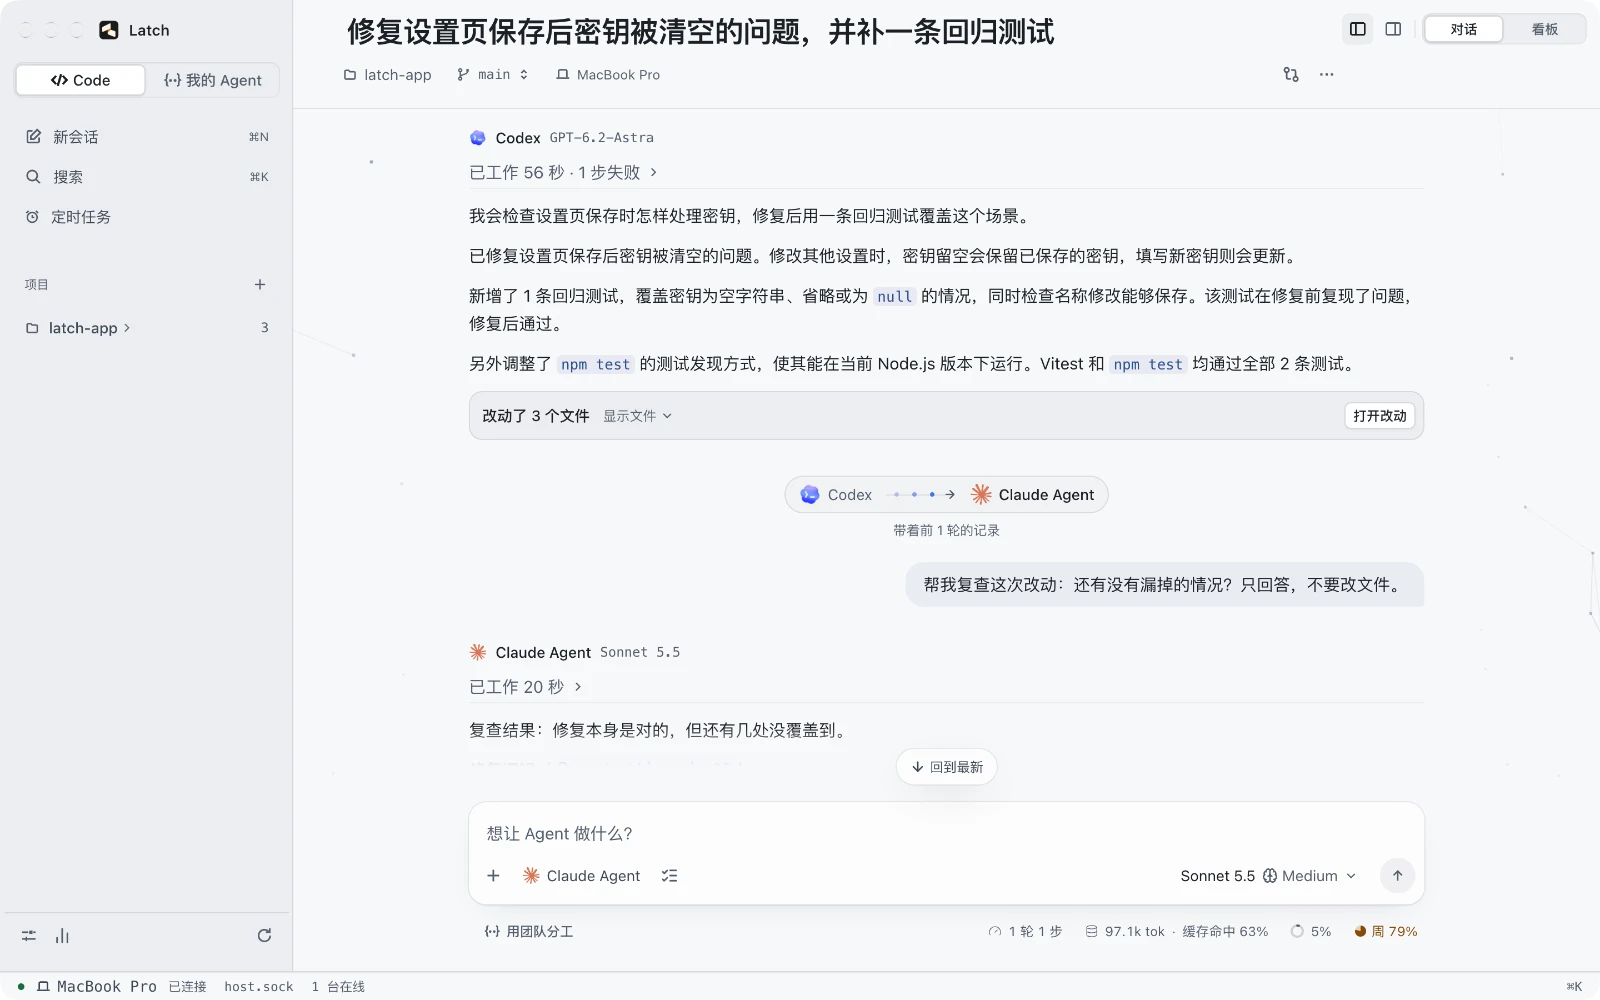 Latch
Code
我的 Agent
新会话 ⌘N
搜索 ⌘K
定时任务
项目
latch-app 3
修复设置页保存后密钥被清空的问题，并补一条回归测试
latch-app main MacBook Pro
对话 看板
Codex GPT-6.2-Astra
已工作 56 秒 · 1 步失败
我会检查设置页保存时怎样处理密钥，修复后用一条回归测试覆盖这个场景。
已修复设置页保存后密钥被清空的问题。修改其他设置时，密钥留空会保留已保存的密钥，填写新密钥则会更新。
新增了 1 条回归测试，覆盖密钥为空字符串、省略或为 null 的情况，同时检查名称修改能够保存。该测试在修复前复现了问题，
修复后通过。
另外调整了 npm test 的测试发现方式，使其能在当前 Node.js 版本下运行。Vitest 和 npm test 均通过全部 2 条测试。
改动了 3 个文件 显示文件 打开改动
Codex Claude Agent
带着前 1 轮的记录
帮我复查这次改动：还有没有漏掉的情况？只回答，不要改文件。
Claude Agent Sonnet 5.5
已工作 20 秒
复查结果：修复本身是对的，但还有几处没覆盖到。
回到最新
想让 Agent 做什么？
Claude Agent Sonnet 5.5 Medium
用团队分工 1 轮 1 步 97.1k tok · 缓存命中 63% 5% 周 79%
MacBook Pro 已连接 host.sock 1 台在线 ⌘K